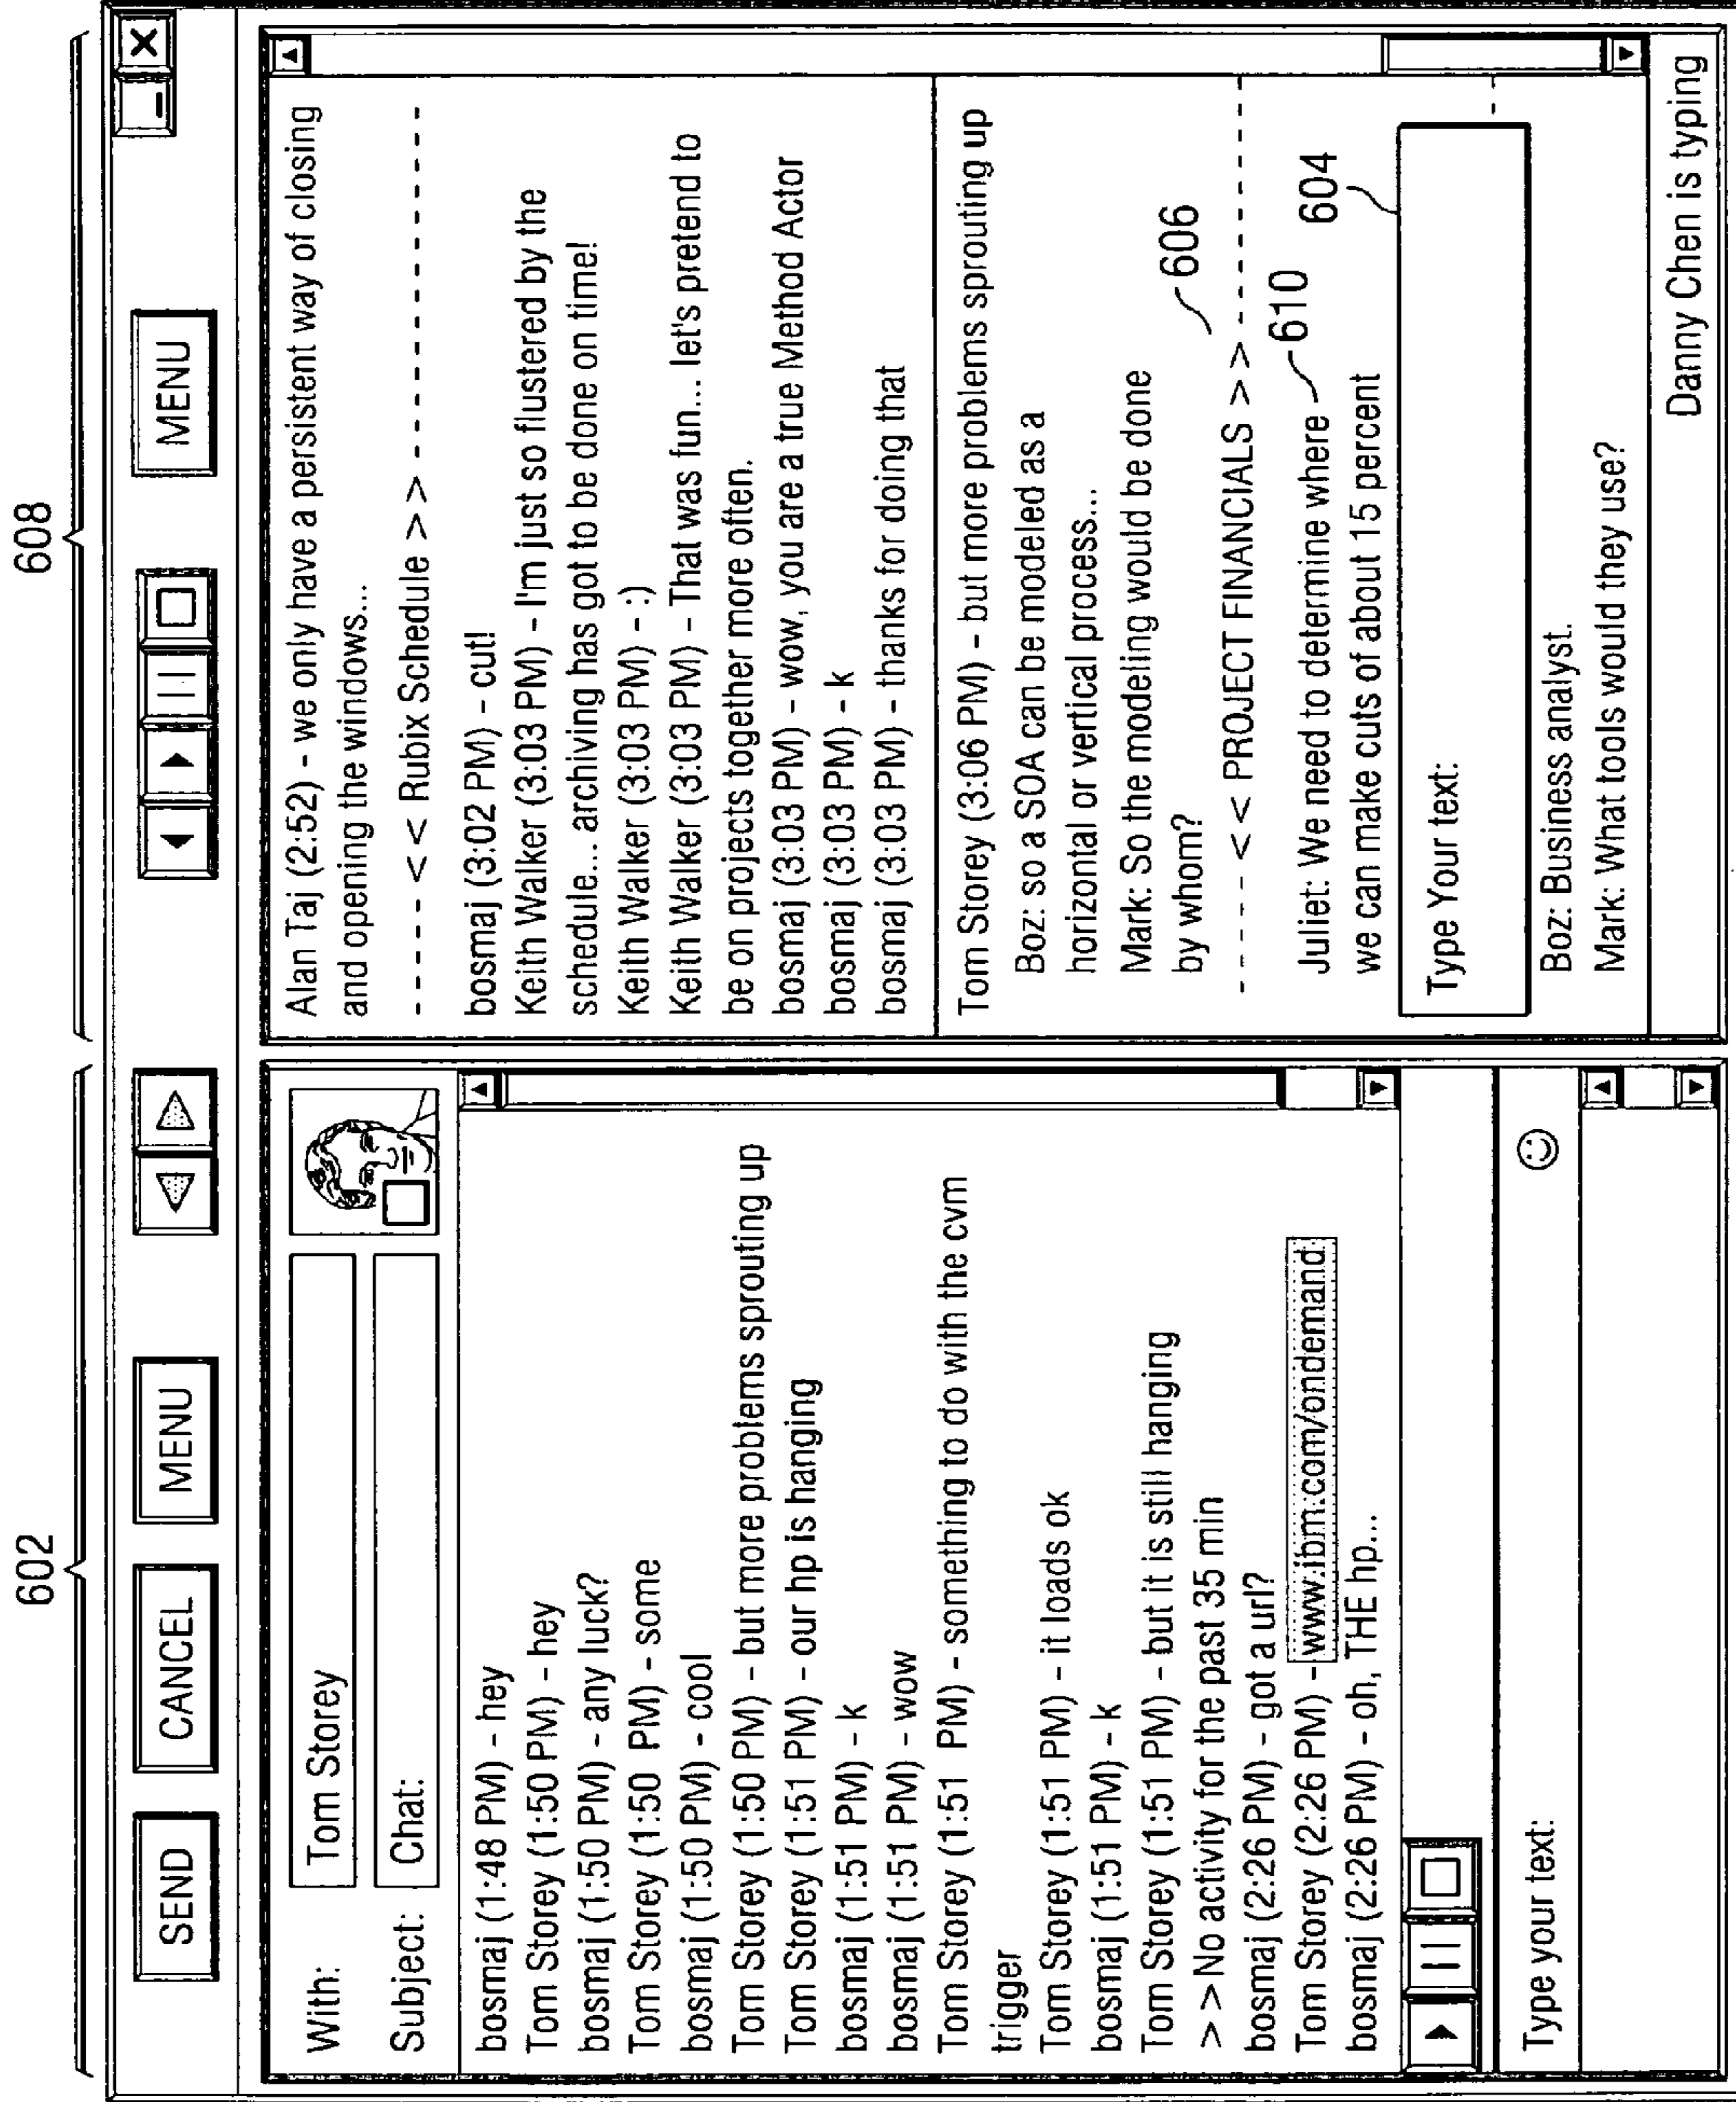 602
608
SEND
CANCEL
MENU
MENU
With:
Tom Storey
Subject:
Chat:
bosmaj (1:48 PM) - hey
Tom Storey (1:50 PM) - hey
bosmaj (1:50 PM) - any luck?
Tom Storey (1:50 PM) - some
bosmaj (1:50 PM) - cool
Tom Storey (1:50 PM) - but more problems sprouting up
Tom Storey (1:51 PM) - our hp is hanging
bosmaj (1:51 PM) - k
bosmaj (1:51 PM) - wow
Tom Storey (1:51 PM) - something to do with the cvm
trigger
Tom Storey (1:51 PM) - it loads ok
bosmaj (1:51 PM) - k
Tom Storey (1:51 PM) - but it is still hanging
> > No activity for the past 35 min
bosmaj (2:26 PM) - got a url?
Tom Storey (2:26 PM) - www.ibm.com/ondemand
bosmaj (2:26 PM) - oh, THE hp...
Type your text:
Alan Taj (2:52) - we only have a persistent way of closing
and opening the windows...
- - - - - < < Rubix Schedule > > - - - - - - - - - - - - -
bosmaj (3:02 PM) - cut!
Keith Walker (3:03 PM) - I'm just so flustered by the
schedule... archiving has got to be done on time!
Keith Walker (3:03 PM) - :)
Keith Walker (3:03 PM) - That was fun... let's pretend to
be on projects together more often.
bosmaj (3:03 PM) - wow, you are a true Method Actor
bosmaj (3:03 PM) - k
bosmaj (3:03 PM) - thanks for doing that
Tom Storey (3:06 PM) - but more problems sprouting up
Boz: so a SOA can be modeled as a
horizontal or vertical process...
Mark: So the modeling would be done
by whom?
606
- - - - - < < PROJECT FINANCIALS > > - - - - - - - - - -
Juliet: We need to determine where
610
we can make cuts of about 15 percent
604
Type Your text:
Boz: Business analyst.
Mark: What tools would they use?
Danny Chen is typing